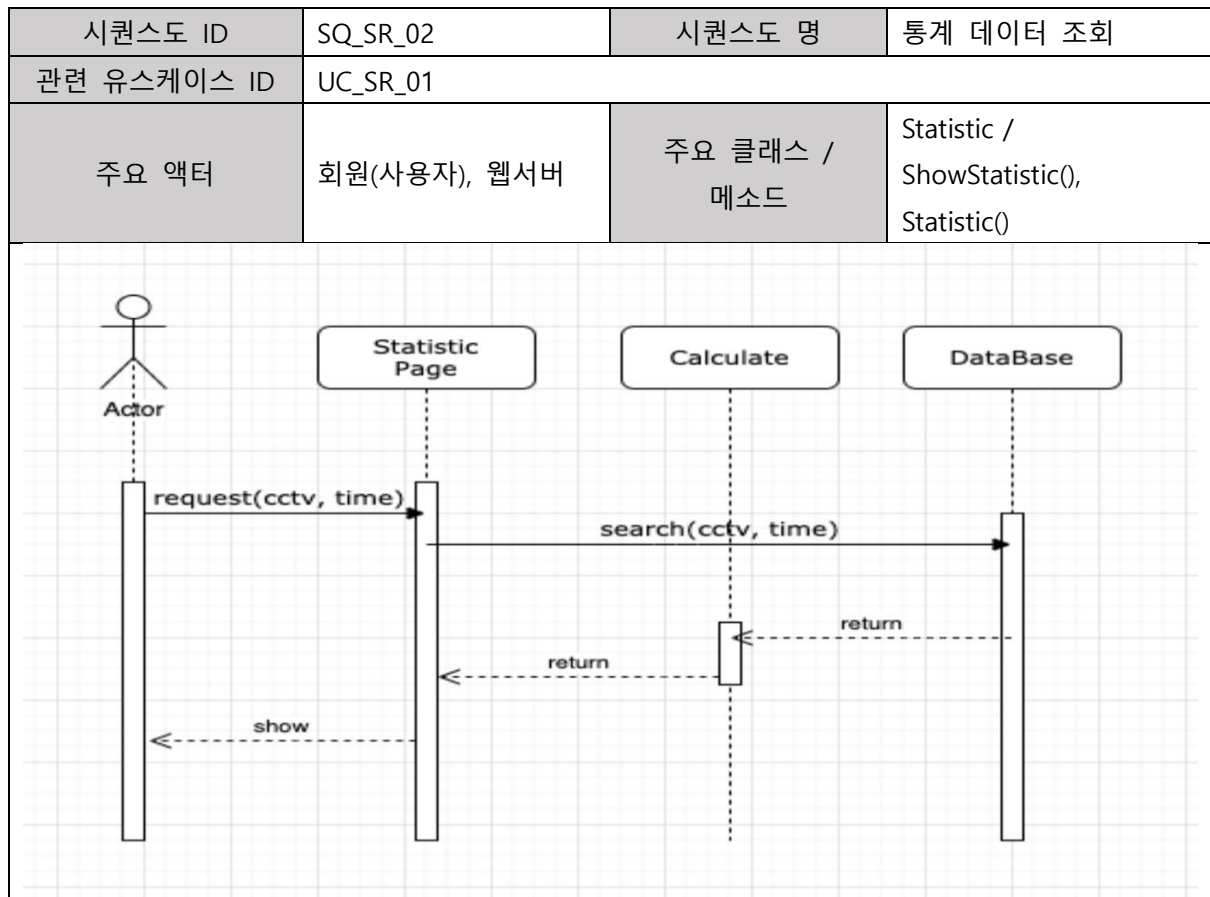 시퀀스도 ID
SQ_SR_02
시퀀스도 명
통계 데이터 조회
관련 유스케이스 ID
UC_SR_01
주요 액터
회원(사용자), 웹서버
주요 클래스 /
메소드
Statistic /
ShowStatistic(),
Statistic()
Actor
Statistic
Page
Calculate
DataBase
request(cctv, time)
search(cctv, time)
return
return
show